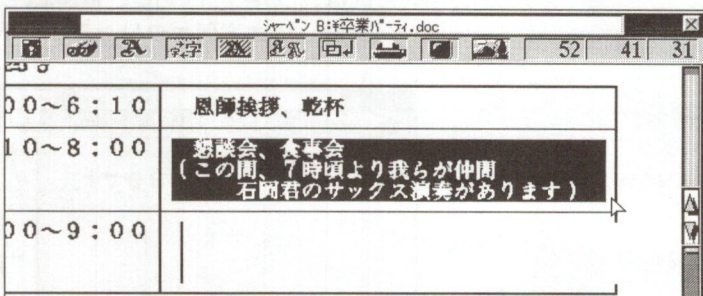 シャーペン B:¥卒業パーティ.doc
52 41 31
00～6:10 恩師挨拶、乾杯
10～8:00 懇談会、食事会
(この間、7時頃より我らが仲間
石岡君のサックス演奏があります)
00～9:00